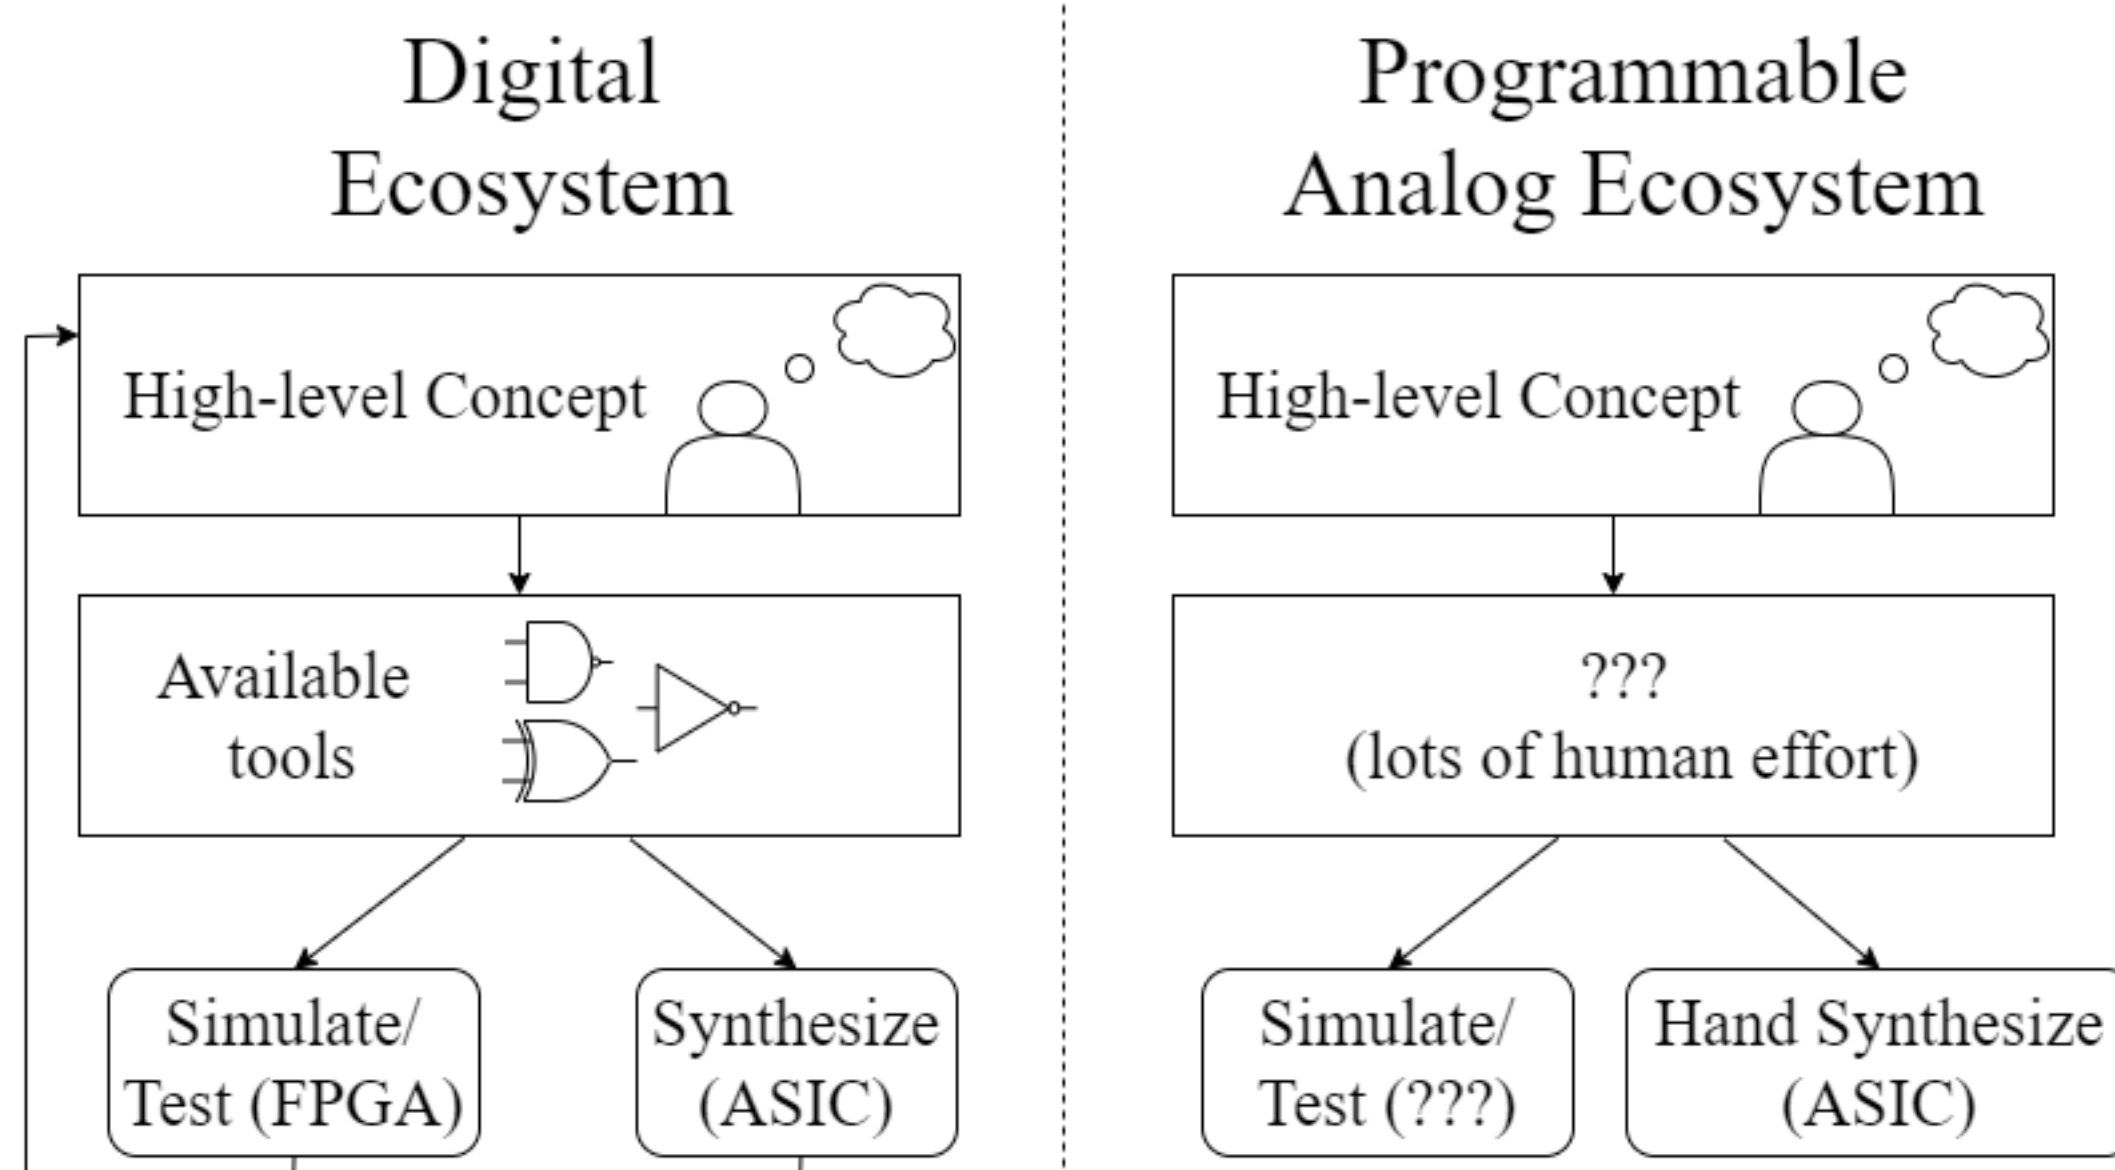 Digital
Ecosystem
High-level Concept
Available
tools
Simulate/
Test (FPGA)
Synthesize
(ASIC)
Programmable
Analog Ecosystem
High-level Concept
???
(lots of human effort)
Simulate/
Test (???)
Hand Synthesize
(ASIC)